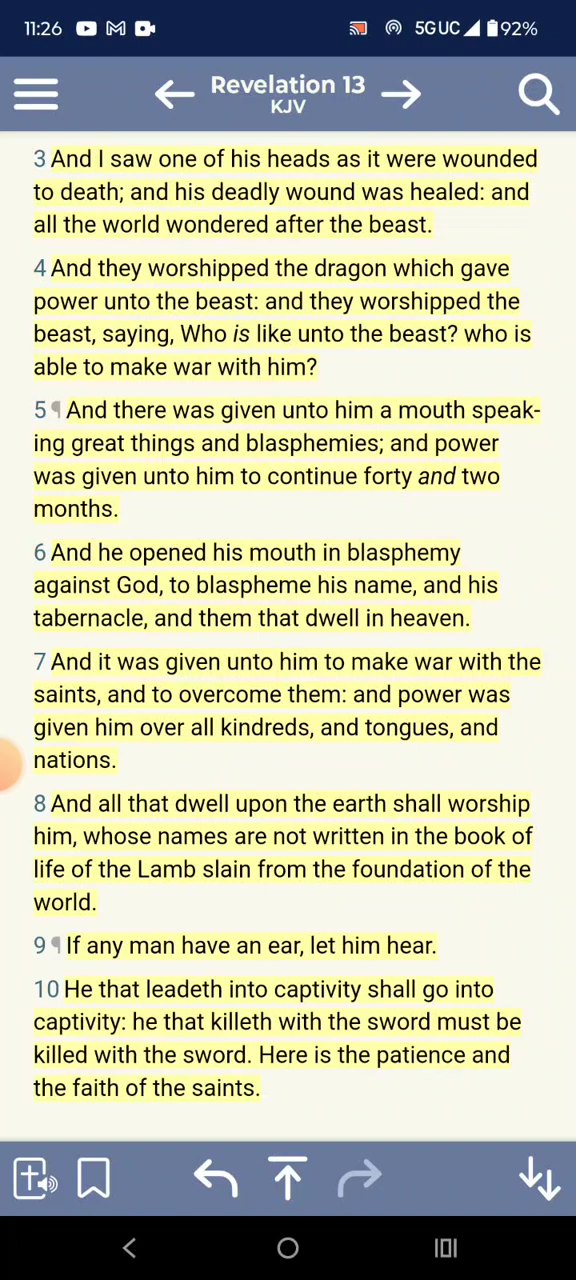 11:26 5G UC 92%
Revelation 13
KJV
3 And I saw one of his heads as it were wounded
to death; and his deadly wound was healed: and
all the world wondered after the beast.
4 And they worshipped the dragon which gave
power unto the beast: and they worshipped the
beast, saying, Who is like unto the beast? who is
able to make war with him?
5 ¶ And there was given unto him a mouth speak-
ing great things and blasphemies; and power
was given unto him to continue forty and two
months.
6 And he opened his mouth in blasphemy
against God, to blaspheme his name, and his
tabernacle, and them that dwell in heaven.
7 And it was given unto him to make war with the
saints, and to overcome them: and power was
given him over all kindreds, and tongues, and
nations.
8 And all that dwell upon the earth shall worship
him, whose names are not written in the book of
life of the Lamb slain from the foundation of the
world.
9 ¶ If any man have an ear, let him hear.
10 He that leadeth into captivity shall go into
captivity: he that killeth with the sword must be
killed with the sword. Here is the patience and
the faith of the saints.